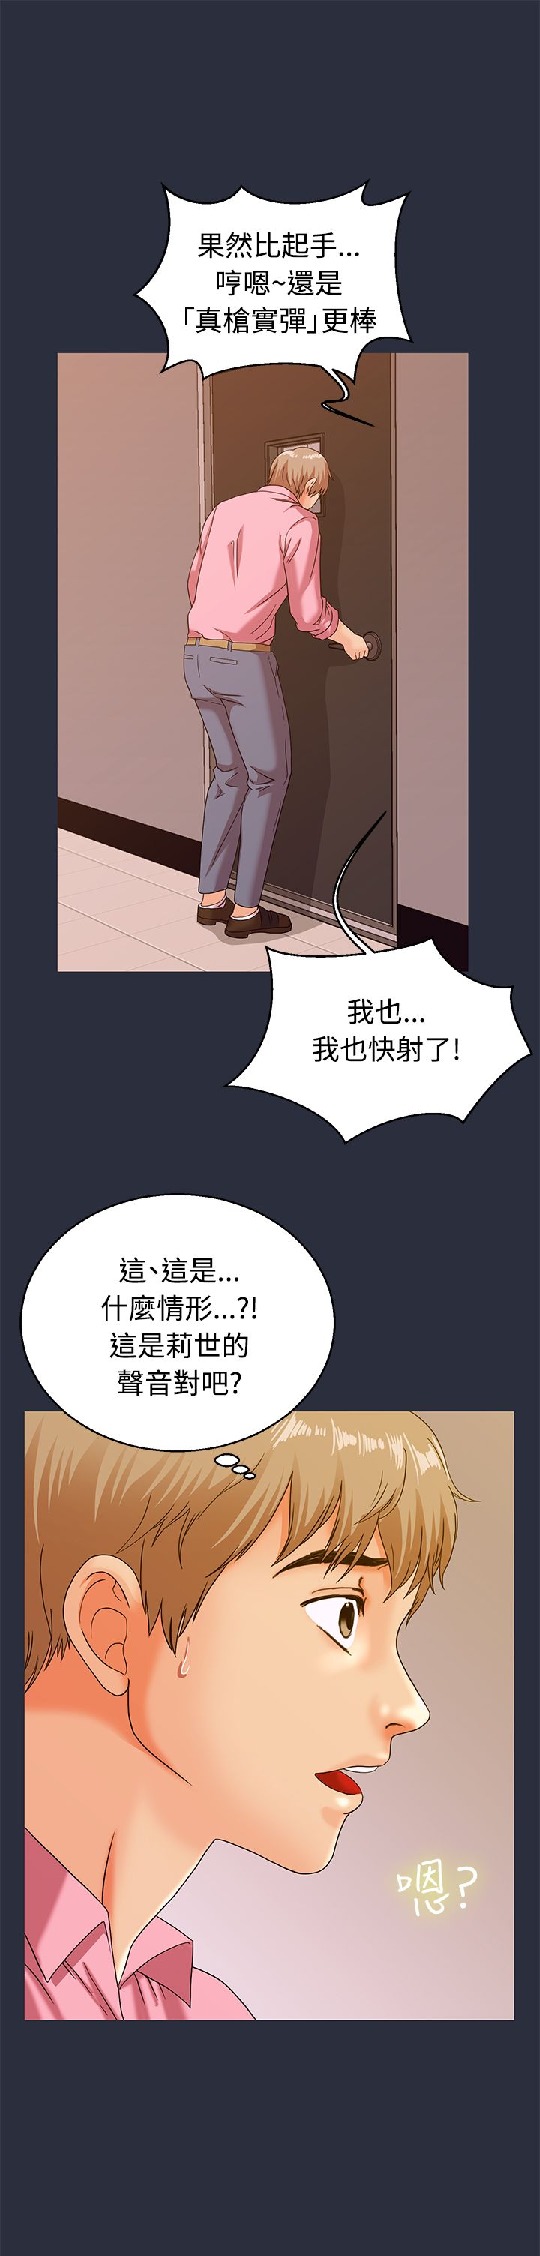 果然比起手...
哼嗯~還是
「真槍實彈」更棒
我也...
我也快射了!
這、這是...
什麼情形...?!
這是莉世的
聲音對吧?
嗯?